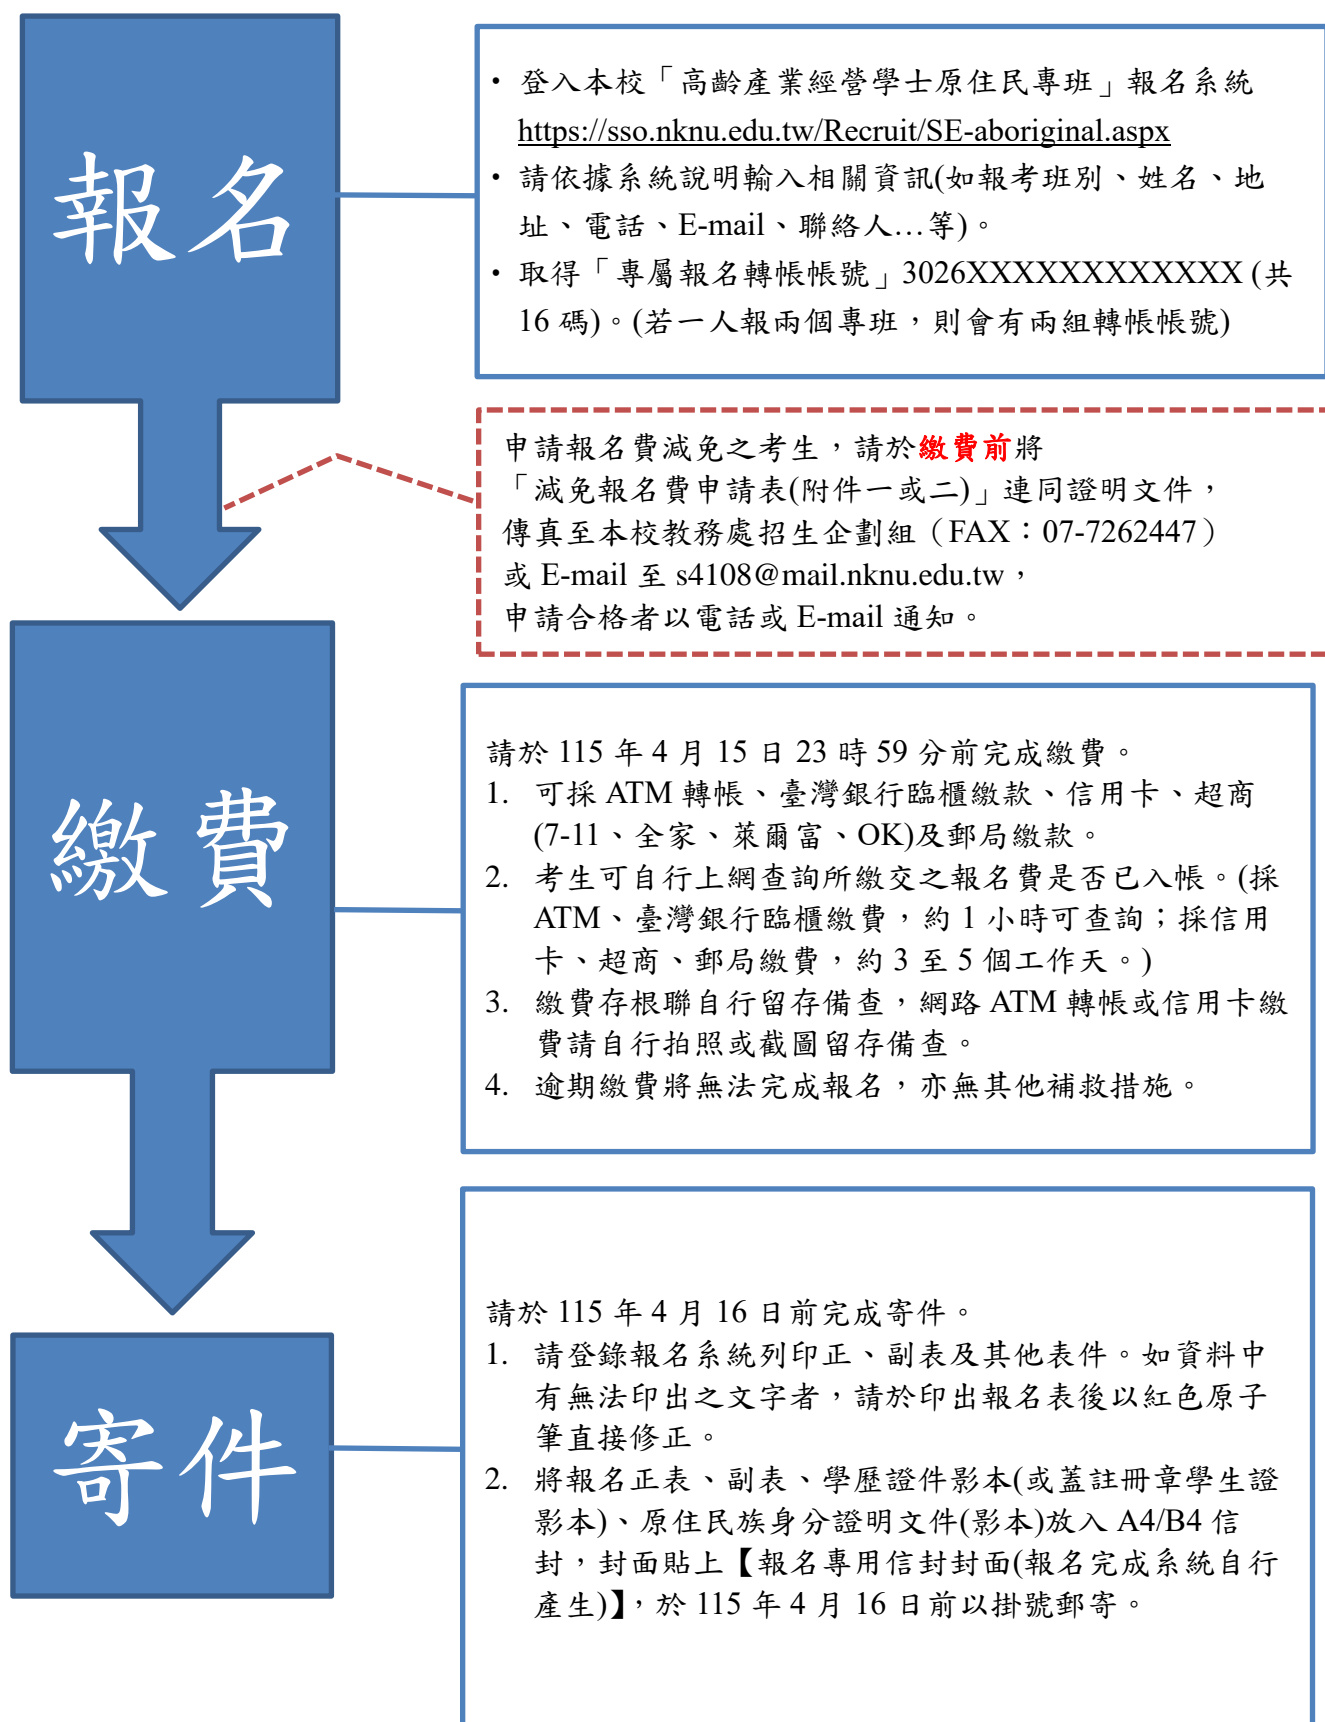 報名
・登入本校「高齡產業經營學士原住民專班」報名系統
https://sso.nknu.edu.tw/Recruit/SE-aboriginal.aspx
・請依據系統說明輸入相關資訊(如報考班別、姓名、地
址、電話、E-mail、聯絡人…等)。
・取得「專屬報名轉帳帳號」3026XXXXXXXXXXXX (共
16 碼)。(若一人報兩個專班,則會有兩組轉帳帳號)
申請報名費減免之考生,請於繳費前將
「減免報名費申請表(附件一或二)」連同證明文件,
傳真至本校教務處招生企劃組(FAX:07-7262447)
或 E-mail 至 s4108@mail.nknu.edu.tw,
申請合格者以電話或 E-mail 通知。
繳費
請於 115 年 4 月 15 日 23 時 59 分前完成繳費。
1. 可採 ATM 轉帳、臺灣銀行臨櫃繳款、信用卡、超商
(7-11、全家、萊爾富、OK)及郵局繳款。
2. 考生可自行上網查詢所繳交之報名費是否已入帳。(採
ATM、臺灣銀行臨櫃繳費,約 1 小時可查詢;採信用
卡、超商、郵局繳費,約 3 至 5 個工作天。)
3. 繳費存根聯自行留存備查,網路 ATM 轉帳或信用卡繳
費請自行拍照或截圖留存備查。
4. 逾期繳費將無法完成報名,亦無其他補救措施。
寄件
請於 115 年 4 月 16 日前完成寄件。
1. 請登錄報名系統列印正、副表及其他表件。如資料中
有無法印出之文字者,請於印出報名表後以紅色原子
筆直接修正。
2. 將報名正表、副表、學歷證件影本(或蓋註冊章學生證
影本)、原住民族身分證明文件(影本)放入 A4/B4 信
封,封面貼上【報名專用信封封面(報名完成系統自行
產生)】,於 115 年 4 月 16 日前以掛號郵寄。